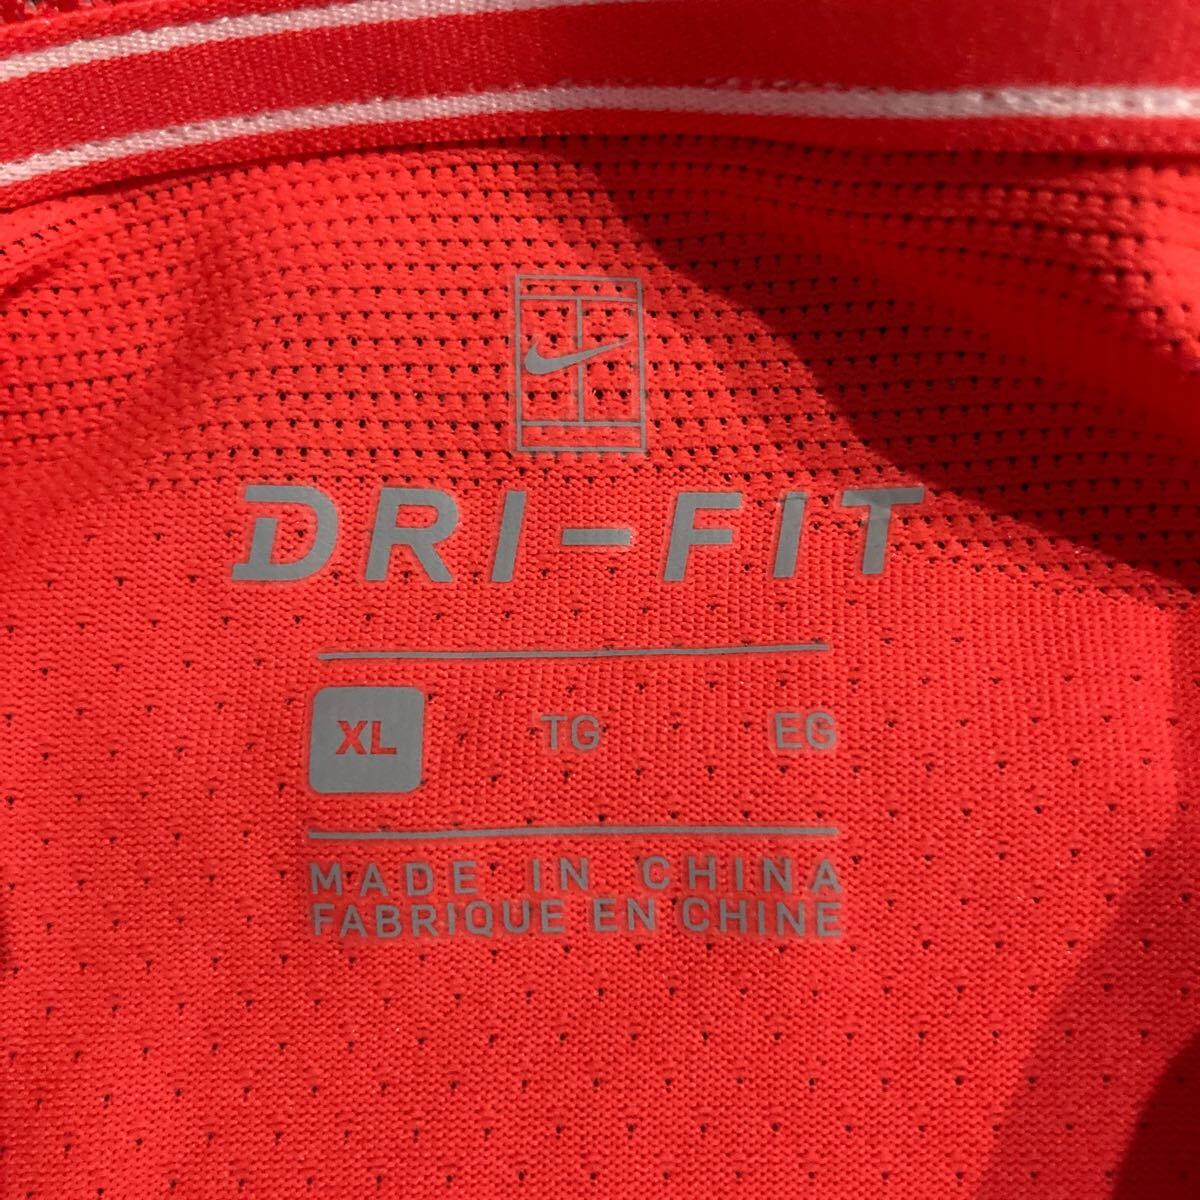 DRI-FIT
XL TG EG
MADE IN CHINA
FABRIQUE EN CHINE